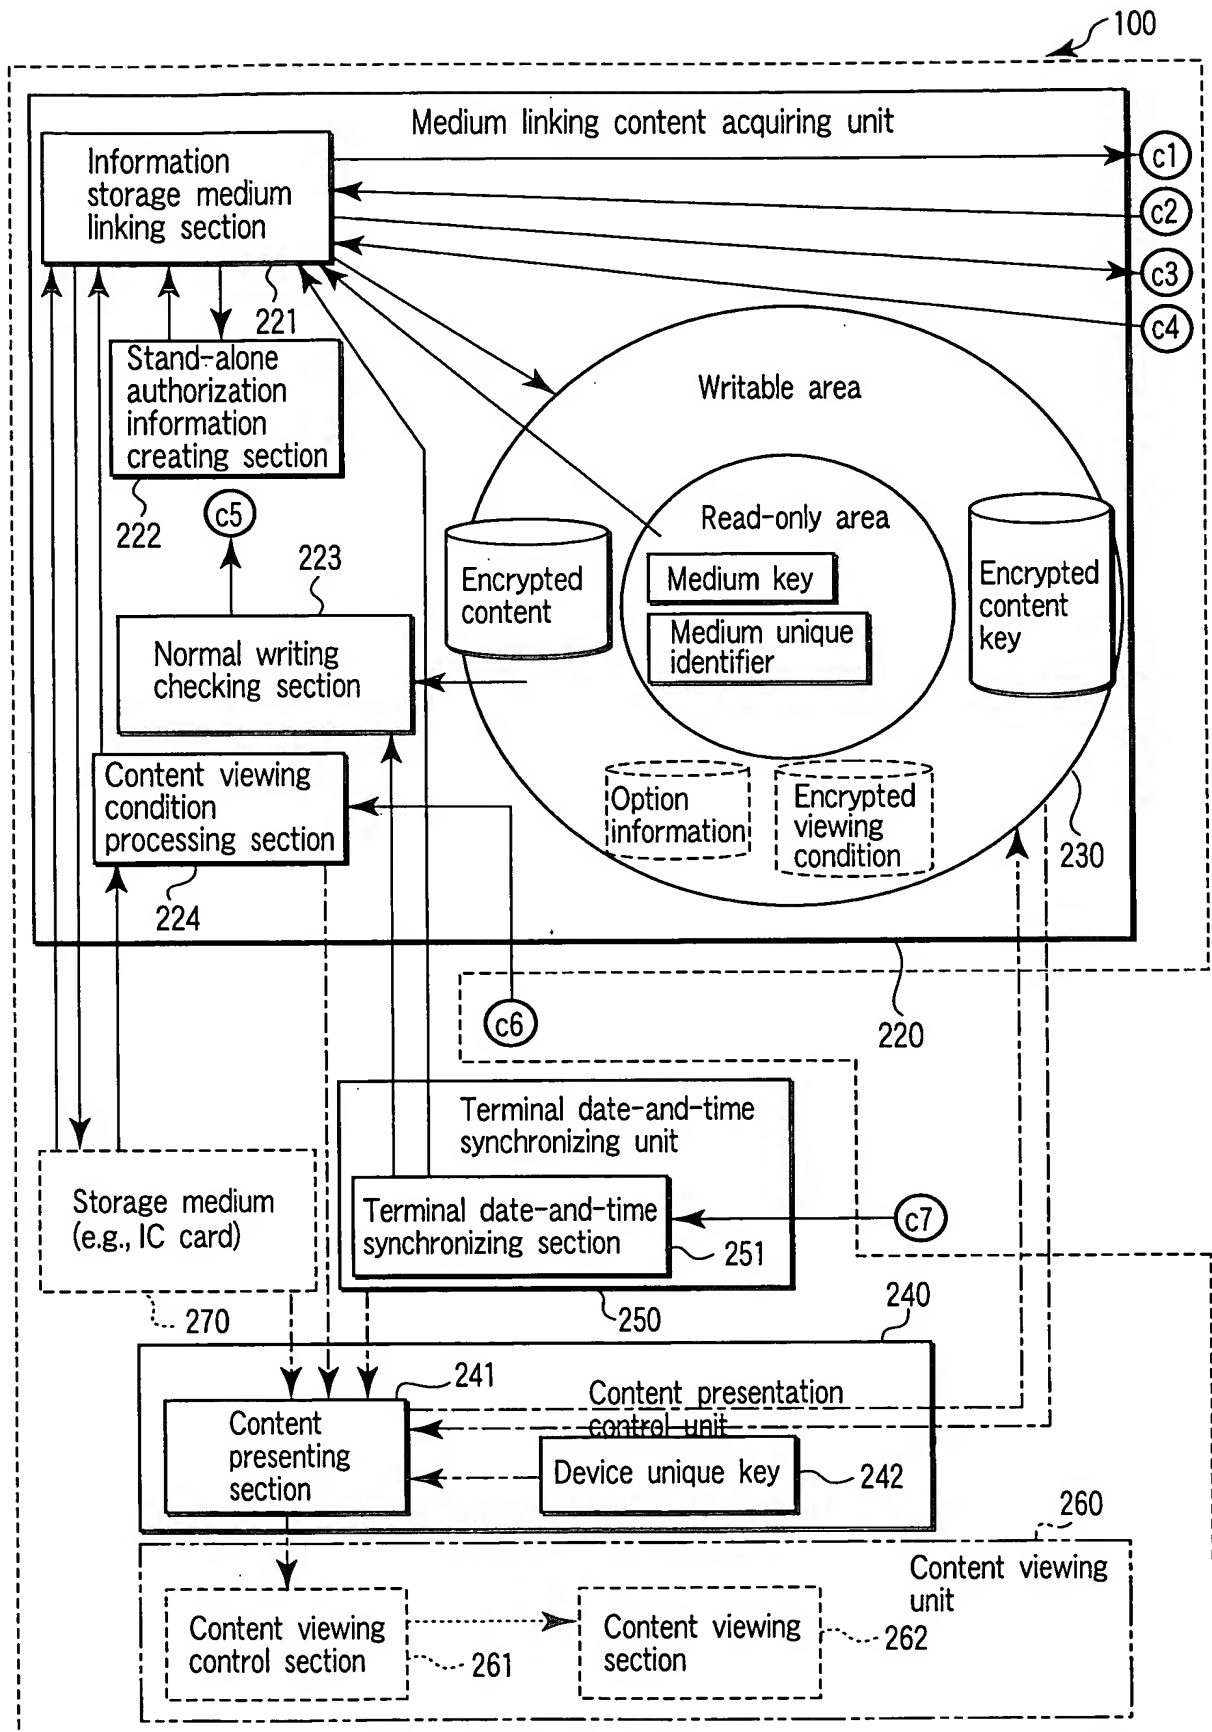 100
Medium linking content acquiring unit
Information
storage medium
linking section
c1
c2
c3
c4
221
Stand-alone
authorization
information
creating section
222
c5
223
Writable area
Read-only area
Medium key
Medium unique
identifier
Encrypted
content
Encrypted
content
key
Normal writing
checking section
Content viewing
condition
processing section
224
Option
information
Encrypted
viewing
condition
230
220
c6
Terminal date-and-time
synchronizing unit
Terminal date-and-time
synchronizing section
251
c7
Storage medium
(e.g., IC card)
270
250
240
241
Content presentation
control unit
Content
presenting
section
Device unique key
242
260
Content viewing
unit
Content viewing
control section
261
Content viewing
section
262